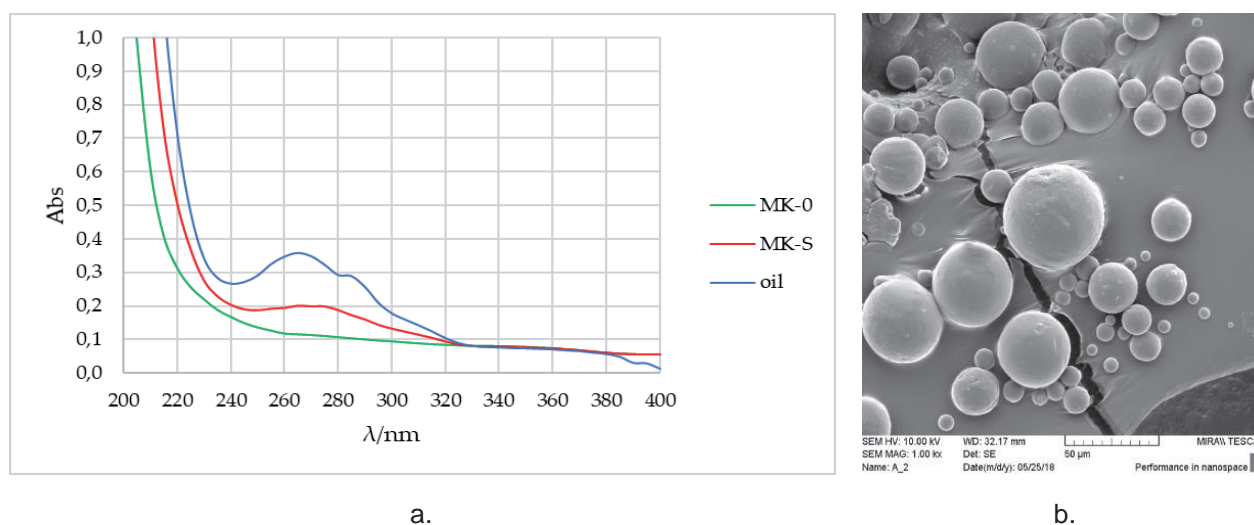 1,0
0,9
0,8
0,7
0,6
0,5
0,4
0,3
0,2
0,1
0,0
Abs
200 220 240 260 280 300 320 340 360 380 400
λ/nm
MK-0
MK-S
oil
SEM HV: 10.00 kV WD: 32.17 mm MIRA\\ TESC
SEM MAG: 1.00 kx Det: SE 50 µm
Name: A_2 Date(m/d/y): 05/25/18 Performance in nanospace
a. b.